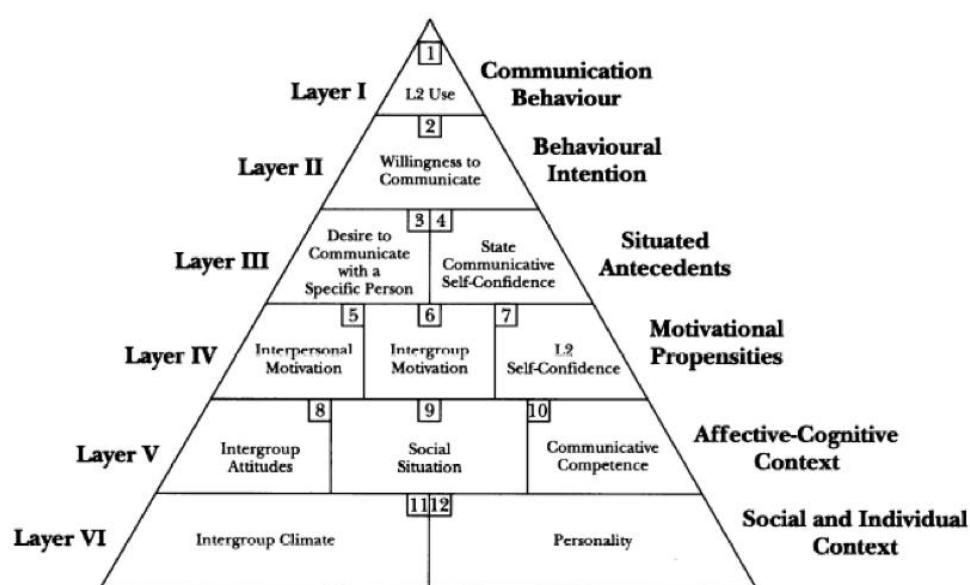 1
Layer I
L2 Use
Communication
Behaviour
2
Layer II
Willingness to
Communicate
Behavioural
Intention
3 4
Layer III
Desire to
Communicate
with a
Specific Person
State
Communicative
Self-Confidence
Situated
Antecedents
5 6 7
Layer IV
Interpersonal
Motivation
Intergroup
Motivation
L2
Self-Confidence
Motivational
Propensities
8 9 10
Layer V
Intergroup
Attitudes
Social
Situation
Communicative
Competence
Affective-Cognitive
Context
11 12
Layer VI
Intergroup Climate
Personality
Social and Individual
Context